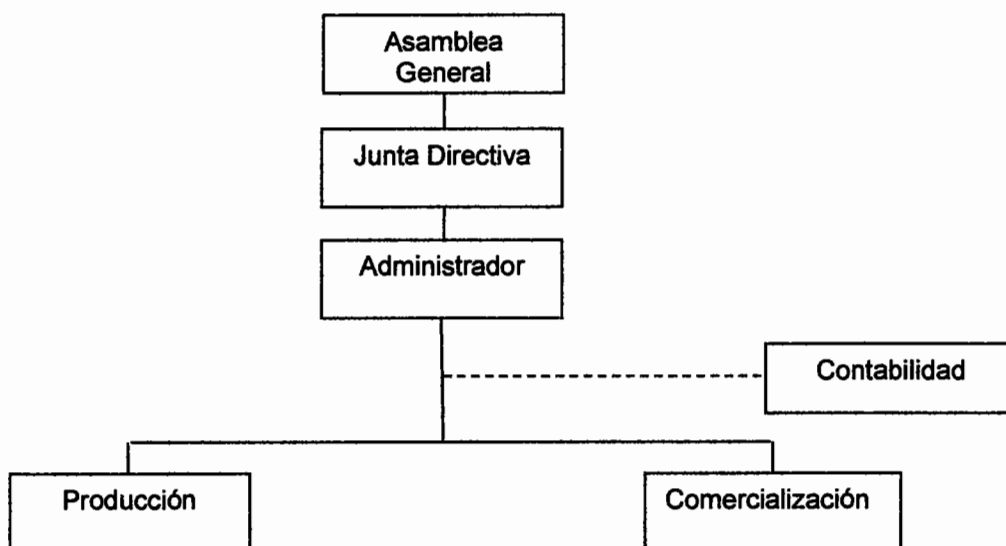 Asamblea
General
Junta Directiva
Administrador
Contabilidad
Producción
Comercialización